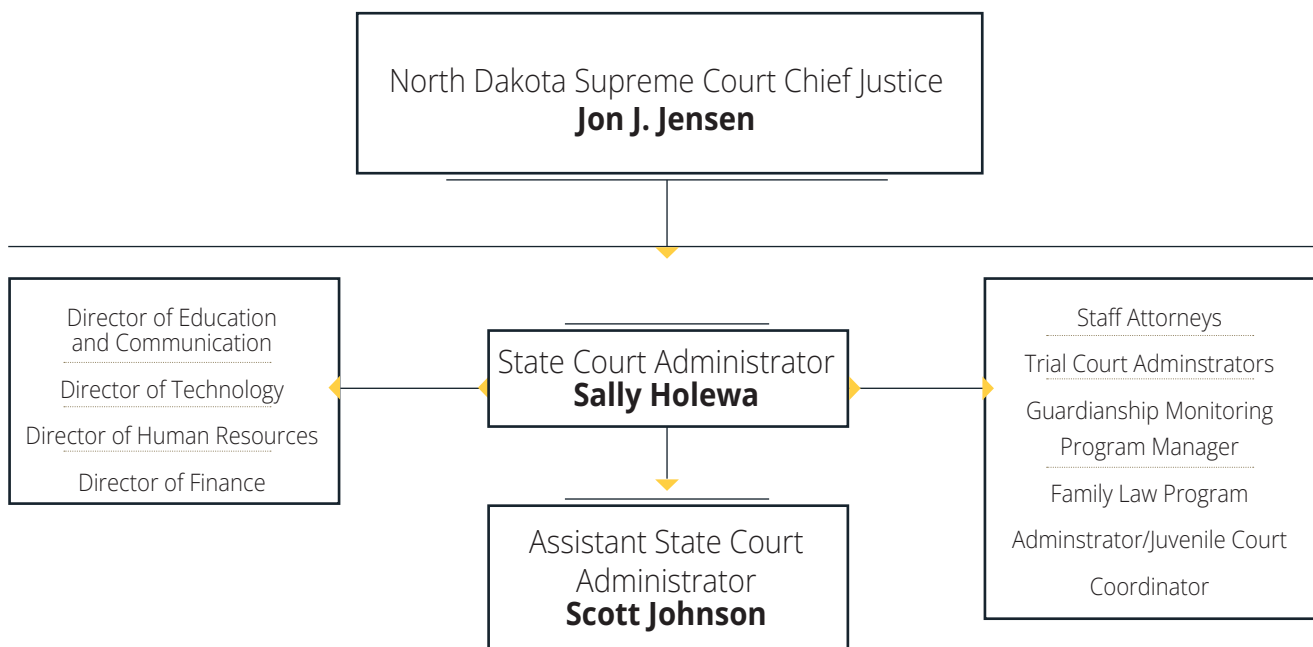 North Dakota Supreme Court Chief Justice
Jon J. Jensen
Director of Education
and Communication
Director of Technology
Director of Human Resources
Director of Finance
State Court Administrator
Sally Holewa
Assistant State Court
Administrator
Scott Johnson
Staff Attorneys
Trial Court Adminstrators
Guardianship Monitoring
Program Manager
Family Law Program
Adminstrator/Juvenile Court
Coordinator